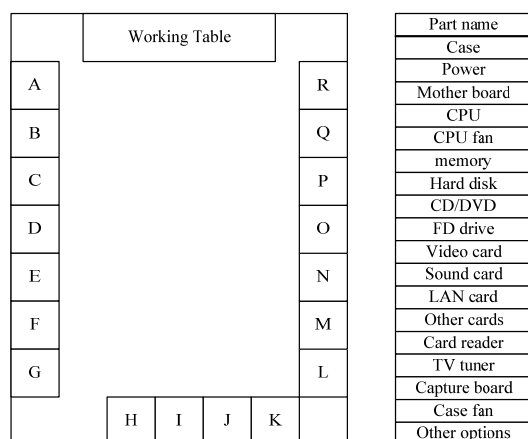 Working Table
A
B
C
D
E
F
G
H I J K
R
Q
P
O
N
M
L
Part name
Case
Power
Mother board
CPU
CPU fan
memory
Hard disk
CD/DVD
FD drive
Video card
Sound card
LAN card
Other cards
Card reader
TV tuner
Capture board
Case fan
Other options